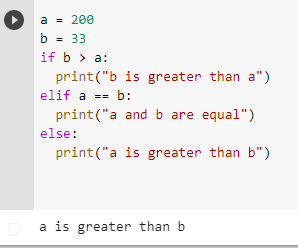 a = 200
b = 33
if b > a:
  print("b is greater than a")
elif a == b:
  print("a and b are equal")
else:
  print("a is greater than b")
a is greater than b